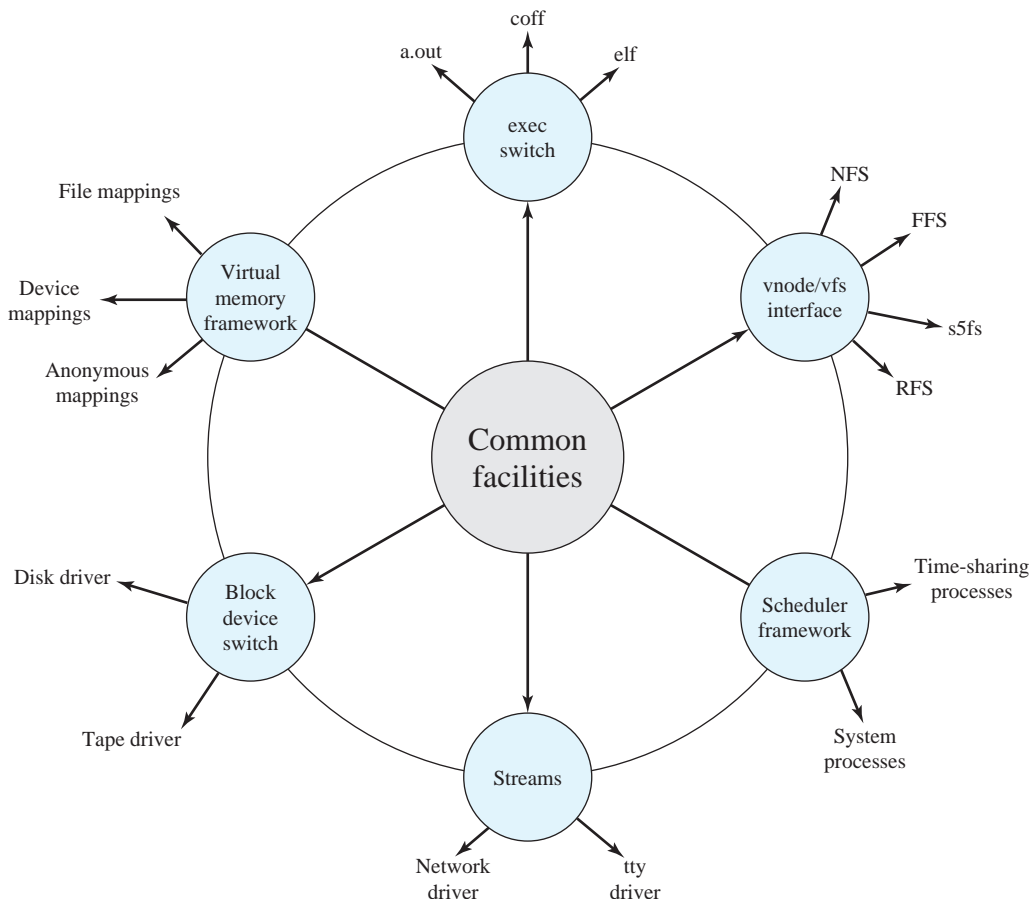 coff
a.out
elf
exec
switch
File mappings
NFS
FFS
Virtual
memory
framework
vnode/vfs
interface
Device
mappings
s5fs
Anonymous
mappings
RFS
Common
facilities
Disk driver
Block
device
switch
Scheduler
framework
Time-sharing
processes
Tape driver
System
processes
Streams
Network
driver
tty
driver